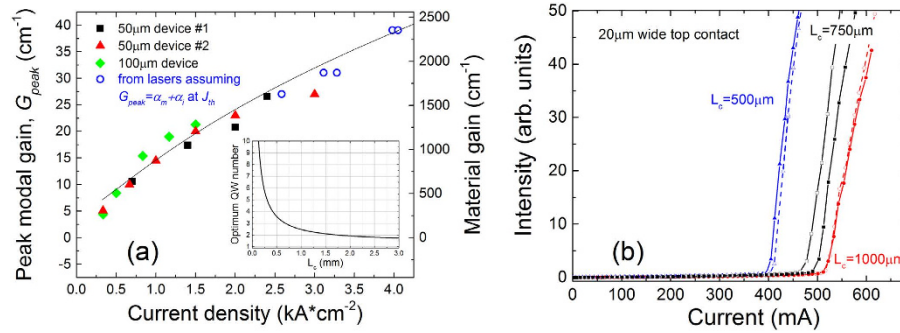 Peak modal gain, G_peak (cm⁻¹)
45
40
35
30
25
20
15
10
5
0
50μm device #1
50μm device #2
100μm device
from lasers assuming
G_peak=α_m+α_i at J_th
(a)
Optimum QW number
10
9
8
7
6
5
4
3
2
1
0.0 0.5 1.0 1.5 2.0 2.5 3.0
L_c (mm)
2500
2000
1500
1000
500
0
Material gain (cm⁻¹)
0.5 1.0 1.5 2.0 2.5 3.0 3.5 4.0
Current density (kA*cm⁻²)
Intensity (arb. units)
50
40
30
20
10
0
20μm wide top contact
L_c=750μm
L_c=500μm
L_c=1000μm
(b)
0 100 200 300 400 500 600
Current (mA)